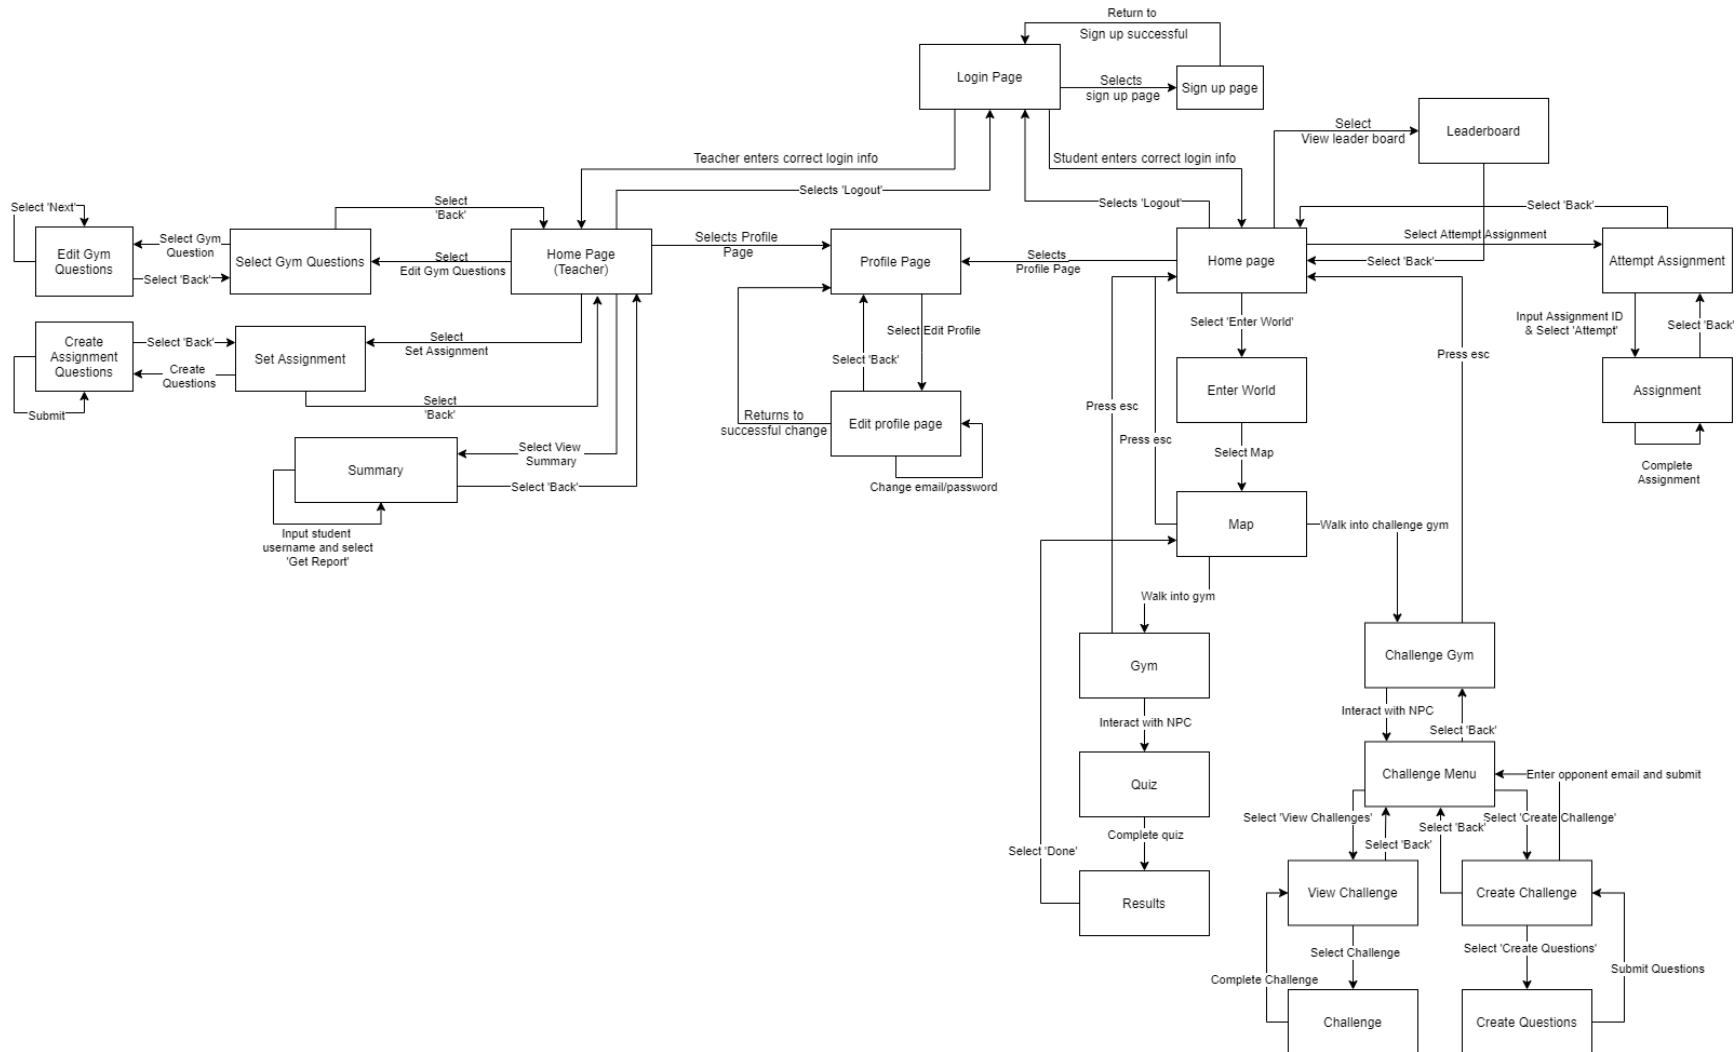 Return to
Sign up successful
Login Page
Selects
sign up page
Sign up page
Select
View leader board
Leaderboard
Teacher enters correct login info
Student enters correct login info
Selects 'Logout'
Selects 'Logout'
Select 'Next'
Select
'Back'
Select 'Back'
Edit Gym
Questions
Select Gym
Question
Select 'Back'
Select Gym Questions
Select
Edit Gym Questions
Home Page
(Teacher)
Selects Profile
Page
Profile Page
Selects
Profile Page
Home page
Select Attempt Assignment
Select 'Back'
Attempt Assignment
Create
Assignment
Questions
Select 'Back'
Create
Questions
Submit
Set Assignment
Select
Set Assignment
Select
'Back'
Select Edit Profile
Select 'Back'
Select 'Enter World'
Input Assignment ID
& Select 'Attempt'
Select 'Back'
Press esc
Enter World
Assignment
Press esc
Returns to
successful change
Edit profile page
Change email/password
Press esc
Select Map
Complete
Assignment
Select View
Summary
Summary
Select 'Back'
Input student
username and select
'Get Report'
Map
Walk into challenge gym
Walk into gym
Gym
Challenge Gym
Interact with NPC
Interact with NPC
Select 'Back'
Quiz
Challenge Menu
Enter opponent email and submit
Select 'View Challenges'
Select 'Back'
Select 'Back'
Select 'Create Challenge'
Complete quiz
Select 'Done'
Results
View Challenge
Create Challenge
Select Challenge
Select 'Create Questions'
Complete Challenge
Submit Questions
Challenge
Create Questions